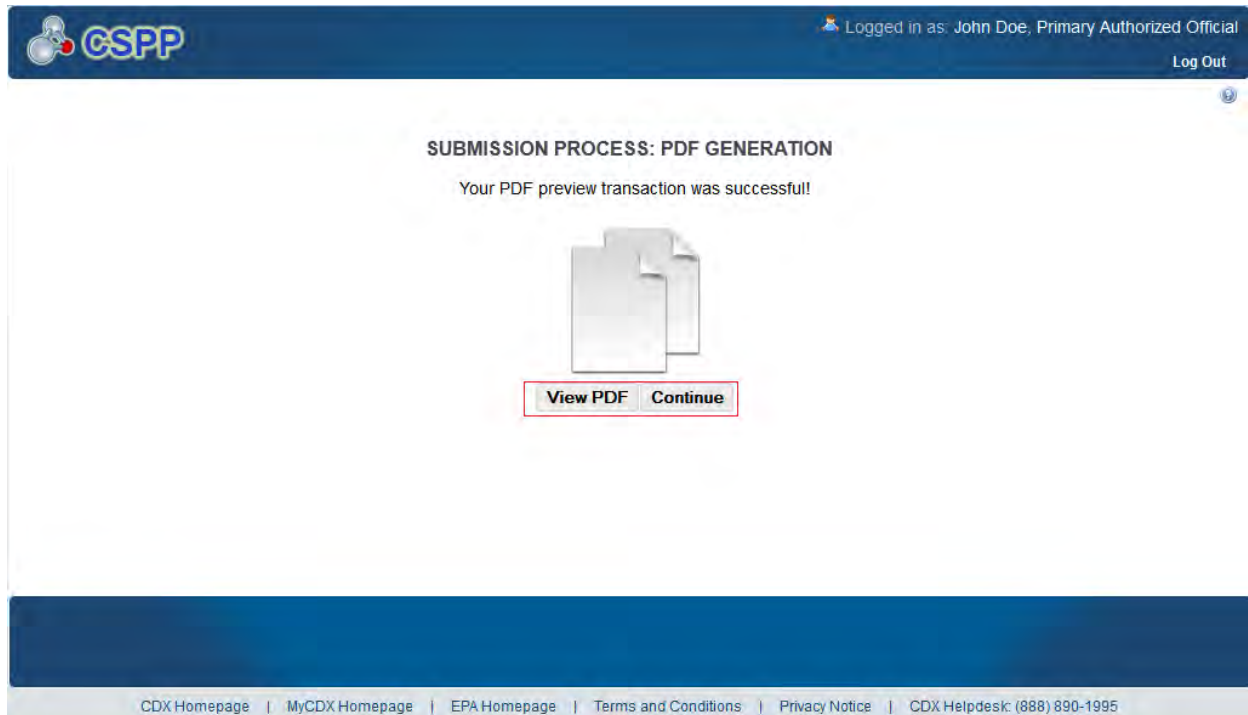 CSPP
Logged in as: John Doe, Primary Authorized Official
Log Out
SUBMISSION PROCESS: PDF GENERATION
Your PDF preview transaction was successful!
View PDF Continue
CDX Homepage | MyCDX Homepage | EPA Homepage | Terms and Conditions | Privacy Notice | CDX Helpdesk: (888) 890-1995